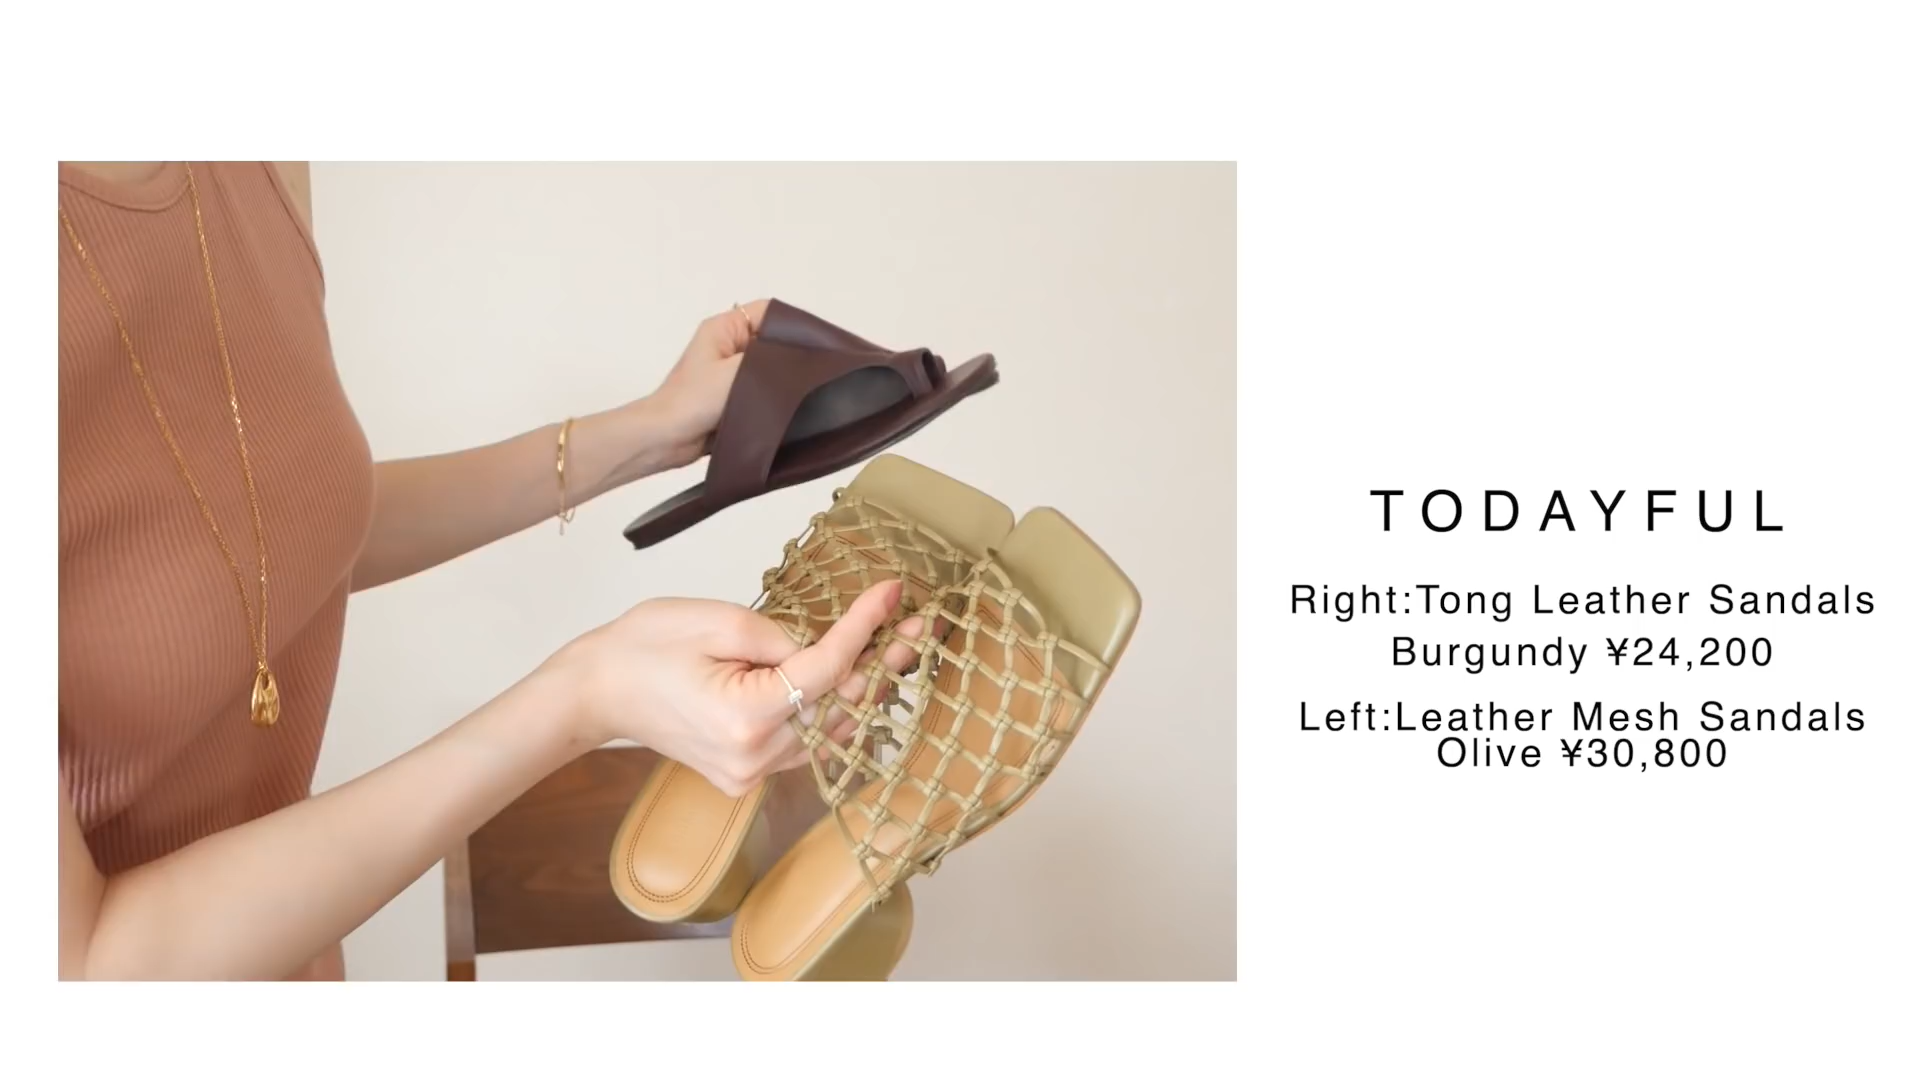 TODAYFUL
Right:Tong Leather Sandals
Burgundy ¥24,200
Left:Leather Mesh Sandals
Olive ¥30,800